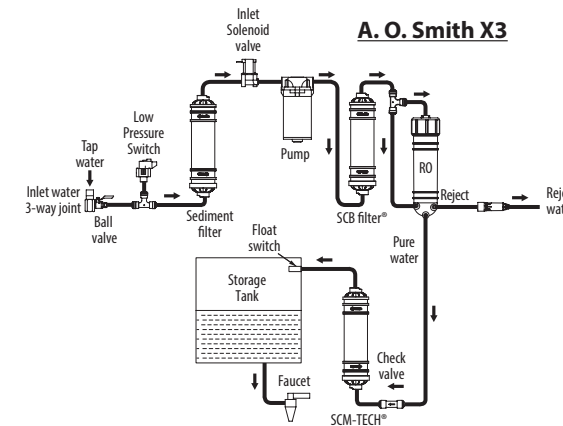 A. O. Smith X3
Inlet
Solenoid
valve
Low
Pressure
Switch
Tap
water
Inlet water
3-way joint
Ball
valve
Sediment
filter
Pump
SCB filter®
RO
Reject
Pure
water
Float
switch
Storage
Tank
Faucet
Check
valve
SCM-TECH®